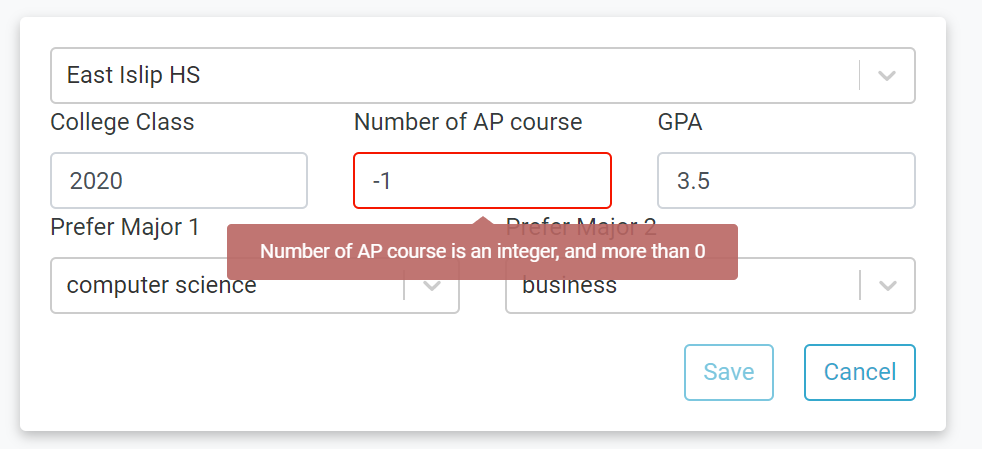 East Islip HS
College Class
Number of AP course
GPA
2020
-1
3.5
Prefer Major 1
Prefer Major 2
Number of AP course is an integer, and more than 0
computer science
business
Save
Cancel